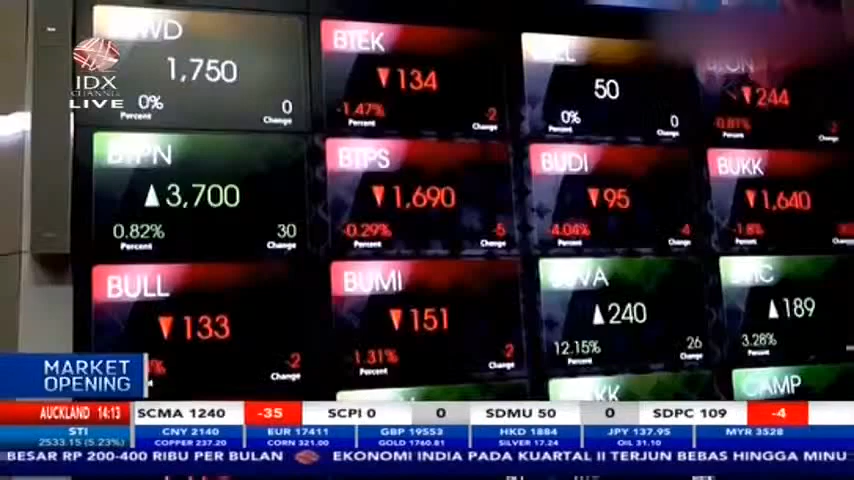 IDX
CHANNEL
LIVE
1,750
0%
Percent
0
Change
BTEK
▼134
-1.47%
Percent
-2
Change
50
0%
Percent
0
Change
▼244
0.81%
Percent
-2
BTPN
▲3,700
0.82%
Percent
30
Change
BTPS
▼1,690
-0.29%
Percent
-5
Change
BUDI
▼95
-4.04%
Percent
-4
Change
BUKK
▼1,640
-1.8%
Percent
Change
BULL
▼133
-2
Change
BUMI
▼151
-1.31%
Percent
-2
Change
▲240
12.15%
Percent
26
Change
▲189
3.28%
Percent
CAMP
MARKET
OPENING
AUCKLAND 14:13 SCMA 1240 -35 SCPI 0 0 SDMU 50 0 SDPC 109 -4
STI
2533.15 (5.23%)
CNY 2140 EUR 17411 GBP 19553 HKD 1884 JPY 137.95 MYR 3528
COPPER 237.20 CORN 321.00 GOLD 1760.81 SILVER 17.24 OIL 31.10
BESAR RP 200-400 RIBU PER BULAN EKONOMI INDIA PADA KUARTAL II TERJUN BEBAS HINGGA MINU